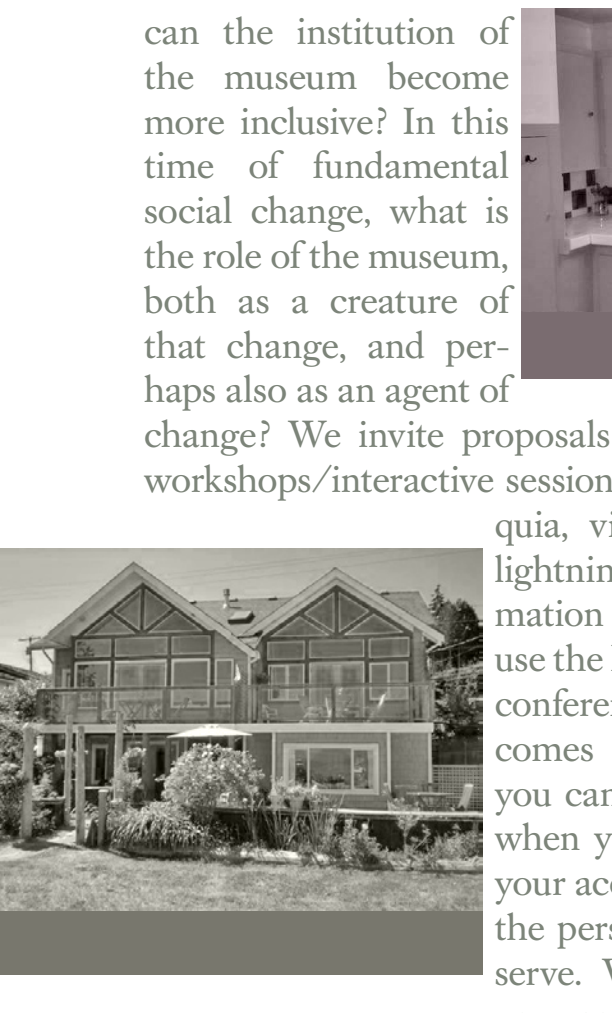 can the institution of
the museum become
more inclusive? In this
time of fundamental
social change, what is
the role of the museum,
both as a creature of
that change, and per-
haps also as an agent of
change? We invite proposals
workshops/interactive session
quia, vi
lightnin
mation
use the
confere
comes
you can
when y
your acc
the pers
serve. W